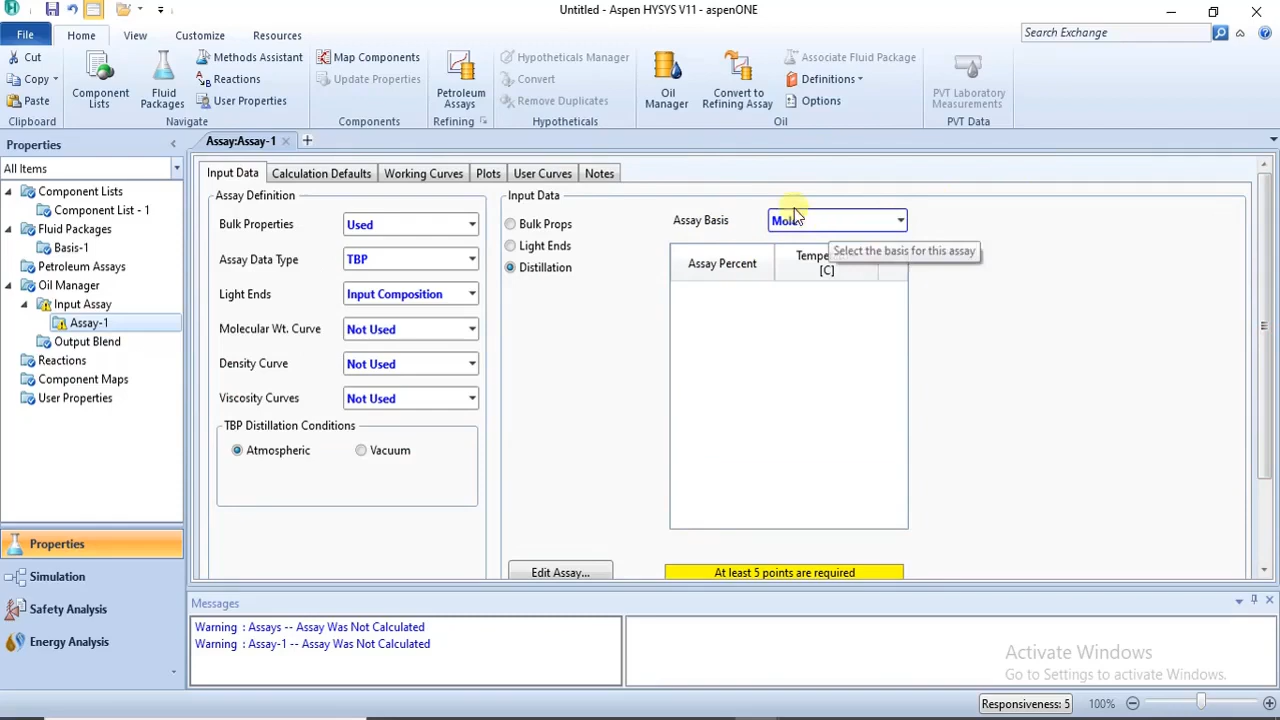 Untitled - Aspen HYSYS V11 - aspenONE
File
Home
View
Customize
Resources
Search Exchange
Cut
Copy
Paste
Clipboard
Component
Lists
Fluid
Packages
Methods Assistant
Reactions
User Properties
Navigate
Map Components
Update Properties
Components
Petroleum
Assays
Refining
Hypotheticals Manager
Convert
Remove Duplicates
Hypotheticals
Oil
Manager
Convert to
Refining Assay
Associate Fluid Package
Definitions
Options
Oil
PVT Laboratory
Measurements
PVT Data
Properties
All Items
Component Lists
Component List - 1
Fluid Packages
Basis-1
Petroleum Assays
Oil Manager
Input Assay
Assay-1
Output Blend
Reactions
Component Maps
User Properties
Properties
Simulation
Safety Analysis
Energy Analysis
Assay:Assay-1
Input Data
Calculation Defaults
Working Curves
Plots
User Curves
Notes
Assay Definition
Bulk Properties
Used
Assay Data Type
TBP
Light Ends
Input Composition
Molecular Wt. Curve
Not Used
Density Curve
Not Used
Viscosity Curves
Not Used
TBP Distillation Conditions
Atmospheric
Vacuum
Input Data
Bulk Props
Light Ends
Distillation
Assay Basis
Select the basis for this assay
Assay Percent
[C]
Edit Assay...
At least 5 points are required
Messages
Warning : Assays -- Assay Was Not Calculated
Warning : Assay-1 -- Assay Was Not Calculated
Activate Windows
Go to Settings to activate Windows.
Responsiveness: 5
100%